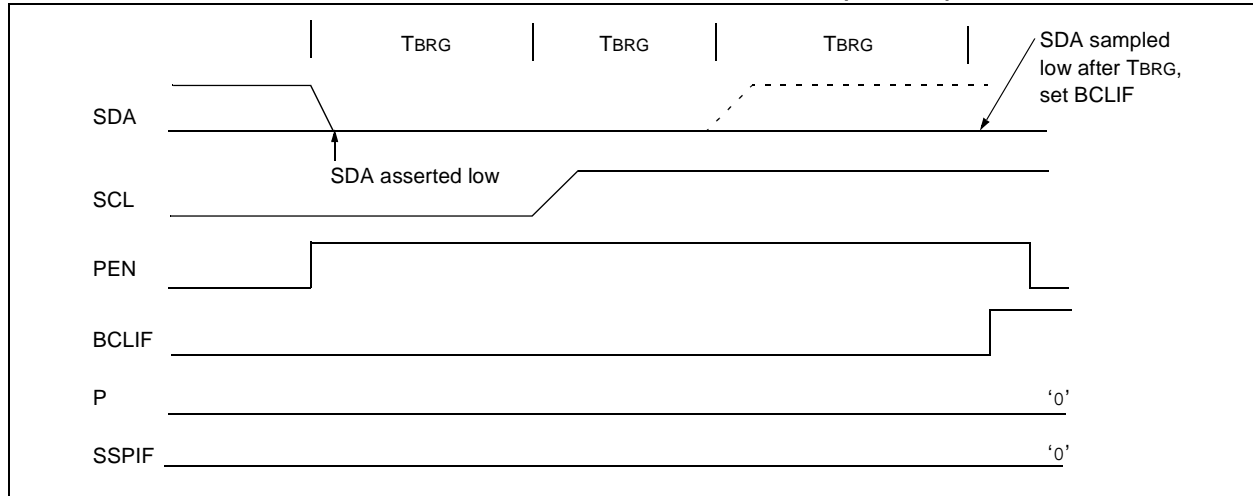 TBRG TBRG TBRG
SDA sampled
low after TBRG,
set BCLIF
SDA
SDA asserted low
SCL
PEN
BCLIF
P
'0'
SSPIF
'0'